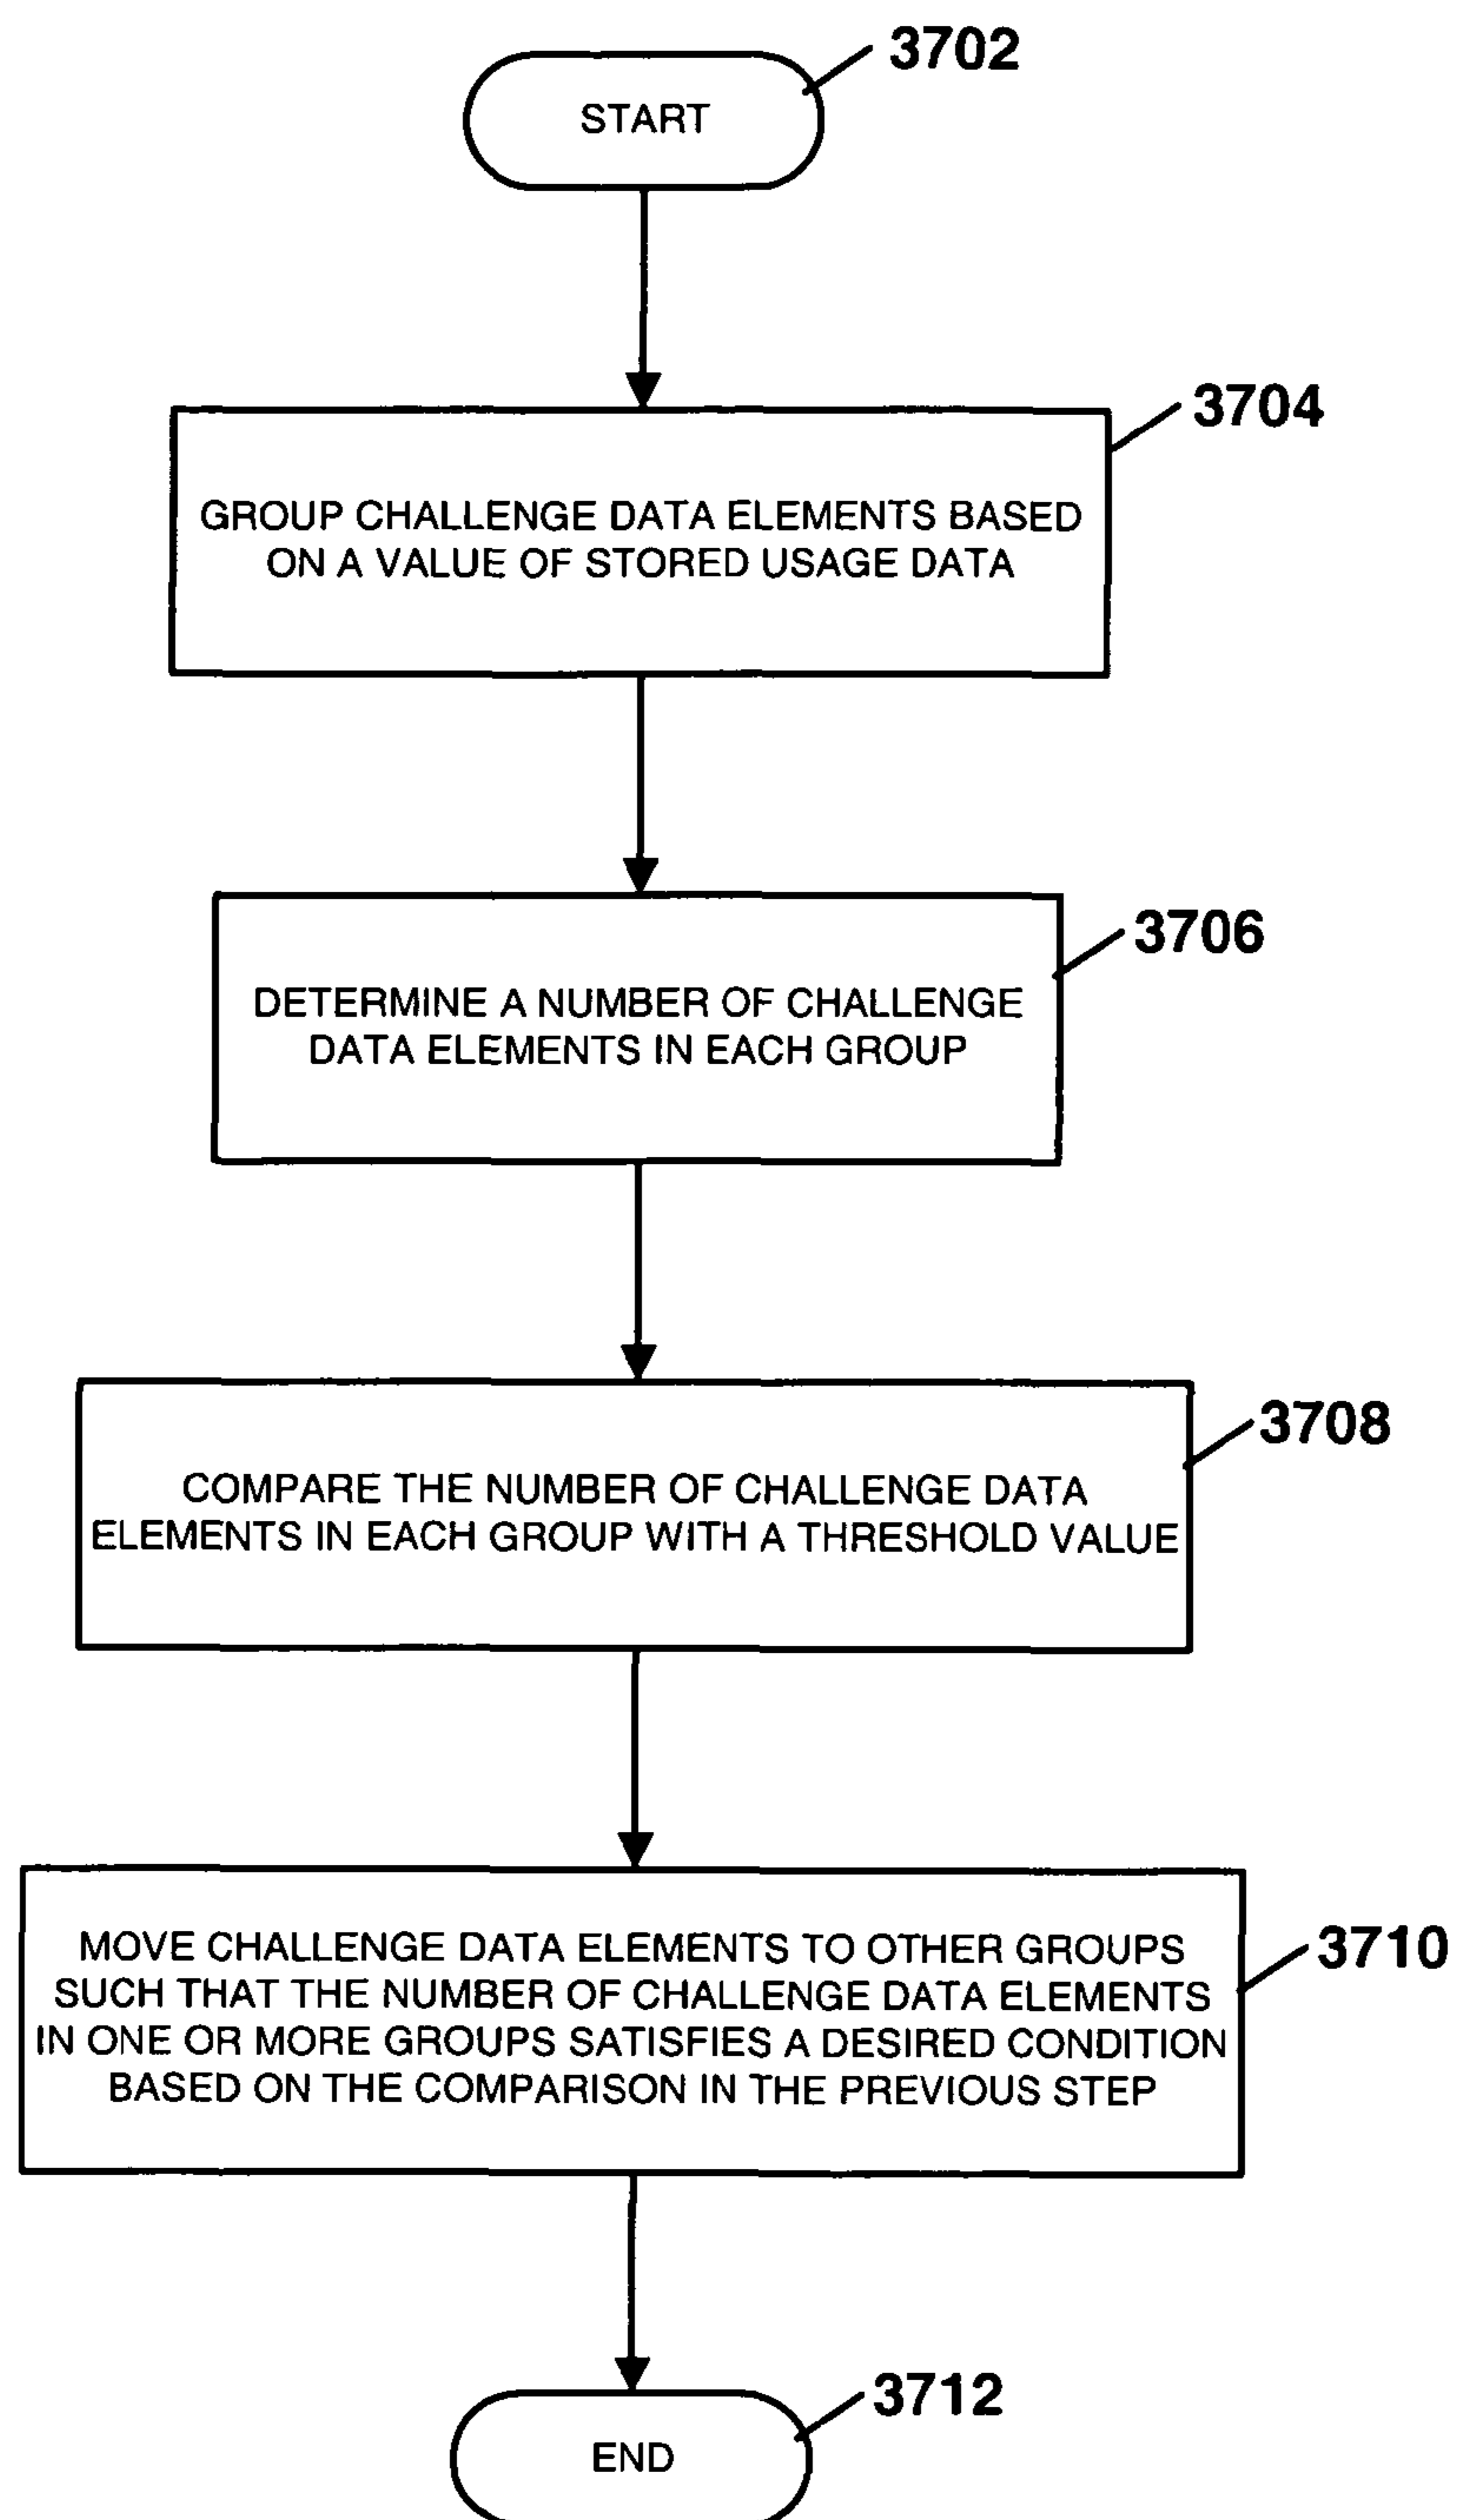 3702
START
3704
GROUP CHALLENGE DATA ELEMENTS BASED
ON A VALUE OF STORED USAGE DATA
3706
DETERMINE A NUMBER OF CHALLENGE
DATA ELEMENTS IN EACH GROUP
3708
COMPARE THE NUMBER OF CHALLENGE DATA
ELEMENTS IN EACH GROUP WITH A THRESHOLD VALUE
3710
MOVE CHALLENGE DATA ELEMENTS TO OTHER GROUPS
SUCH THAT THE NUMBER OF CHALLENGE DATA ELEMENTS
IN ONE OR MORE GROUPS SATISFIES A DESIRED CONDITION
BASED ON THE COMPARISON IN THE PREVIOUS STEP
3712
END